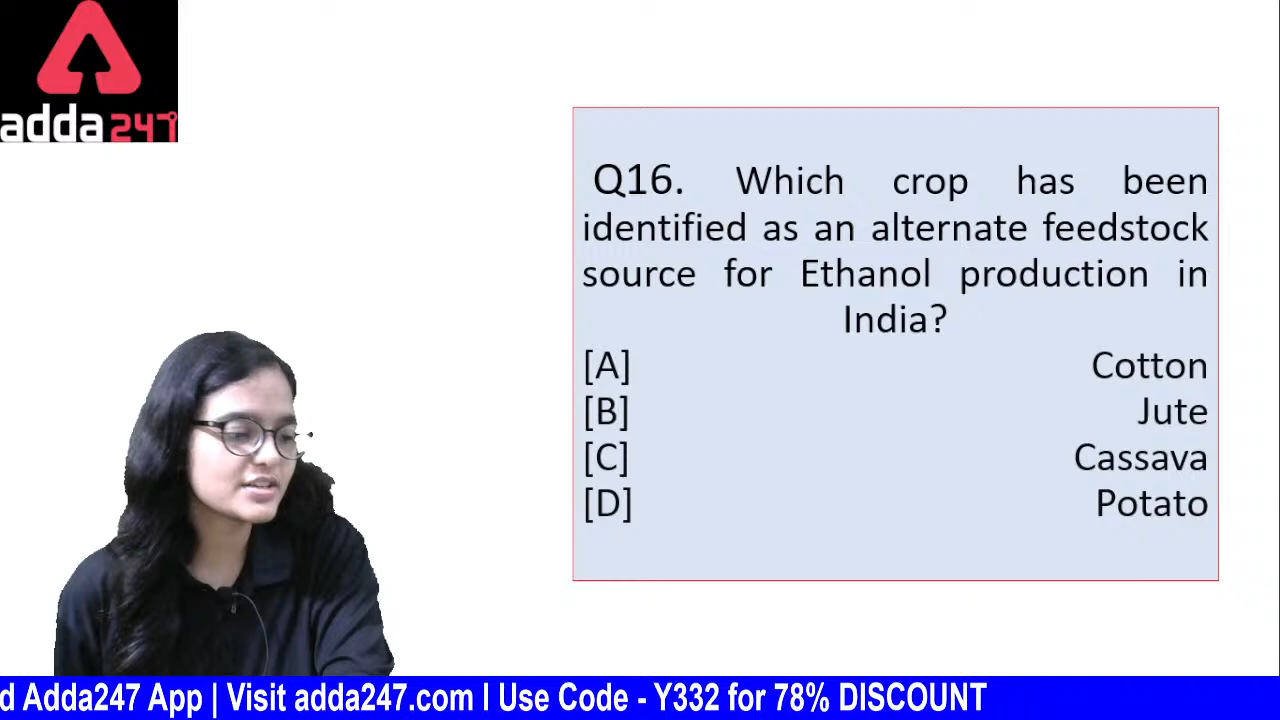 adda247
Q16. Which crop has been
identified as an alternate feedstock
source for Ethanol production in
India?
[A] Cotton
[B] Jute
[C] Cassava
[D] Potato
d Adda247 App | Visit adda247.com I Use Code - Y332 for 78% DISCOUNT